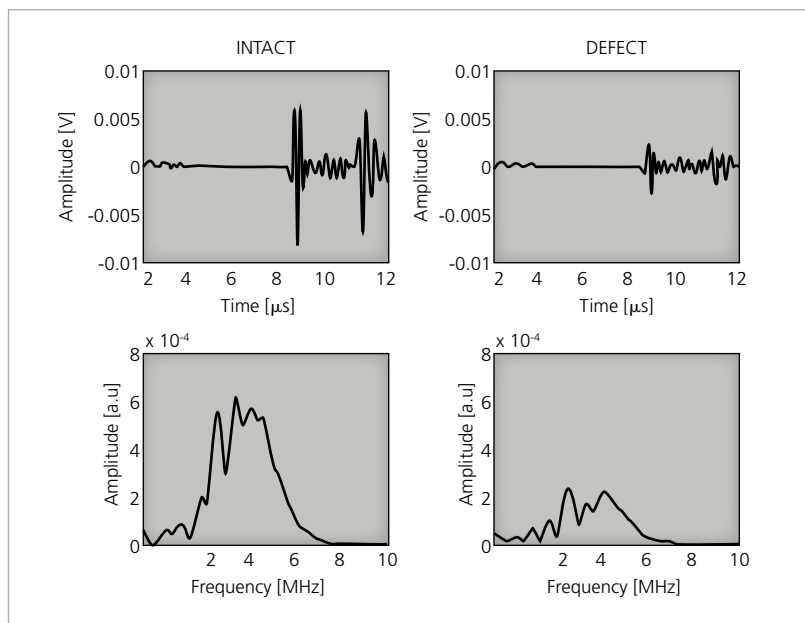 INTACT
DEFECT
Amplitude [V]
0.01
0.005
0
-0.005
-0.01
2 4 6 8 10 12
Time [μs]
Amplitude [V]
0.01
0.005
0
-0.005
-0.01
2 4 6 8 10 12
Time [μs]
x 10-4
Amplitude [a.u]
8
6
4
2
0
2 4 6 8 10
Frequency [MHz]
x 10-4
Amplitude [a.u]
8
6
4
2
0
2 4 6 8 10
Frequency [MHz]